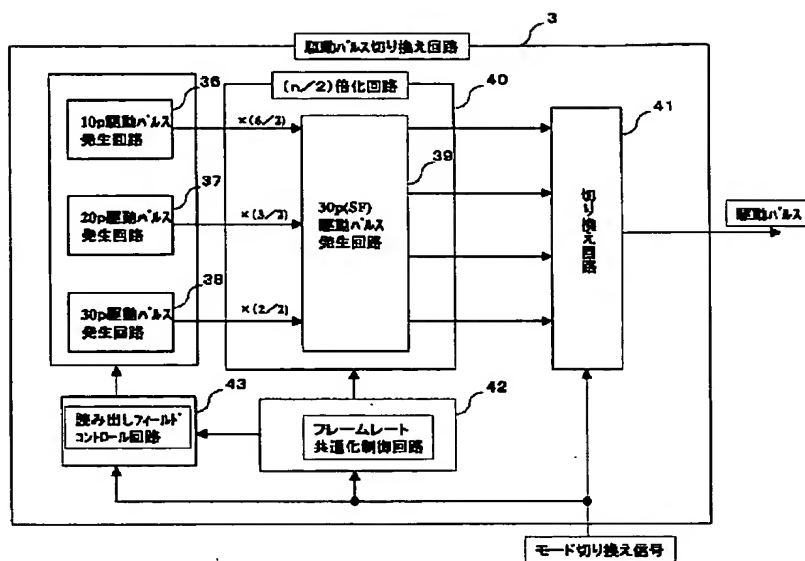 3
駆動パルス切り換え回路
36
10p駆動パルス
発生回路
37
20p駆動パルス
発生回路
38
30p駆動パルス
発生回路
(n/2)倍化回路
40
×(6/2)
×(3/2)
×(2/2)
39
30p(SF)
駆動パルス
発生回路
41
切り換え回路
駆動パルス
43
読み出しフィールド
コントロール回路
42
フレームレート
共通化制御回路
モード切り換え信号